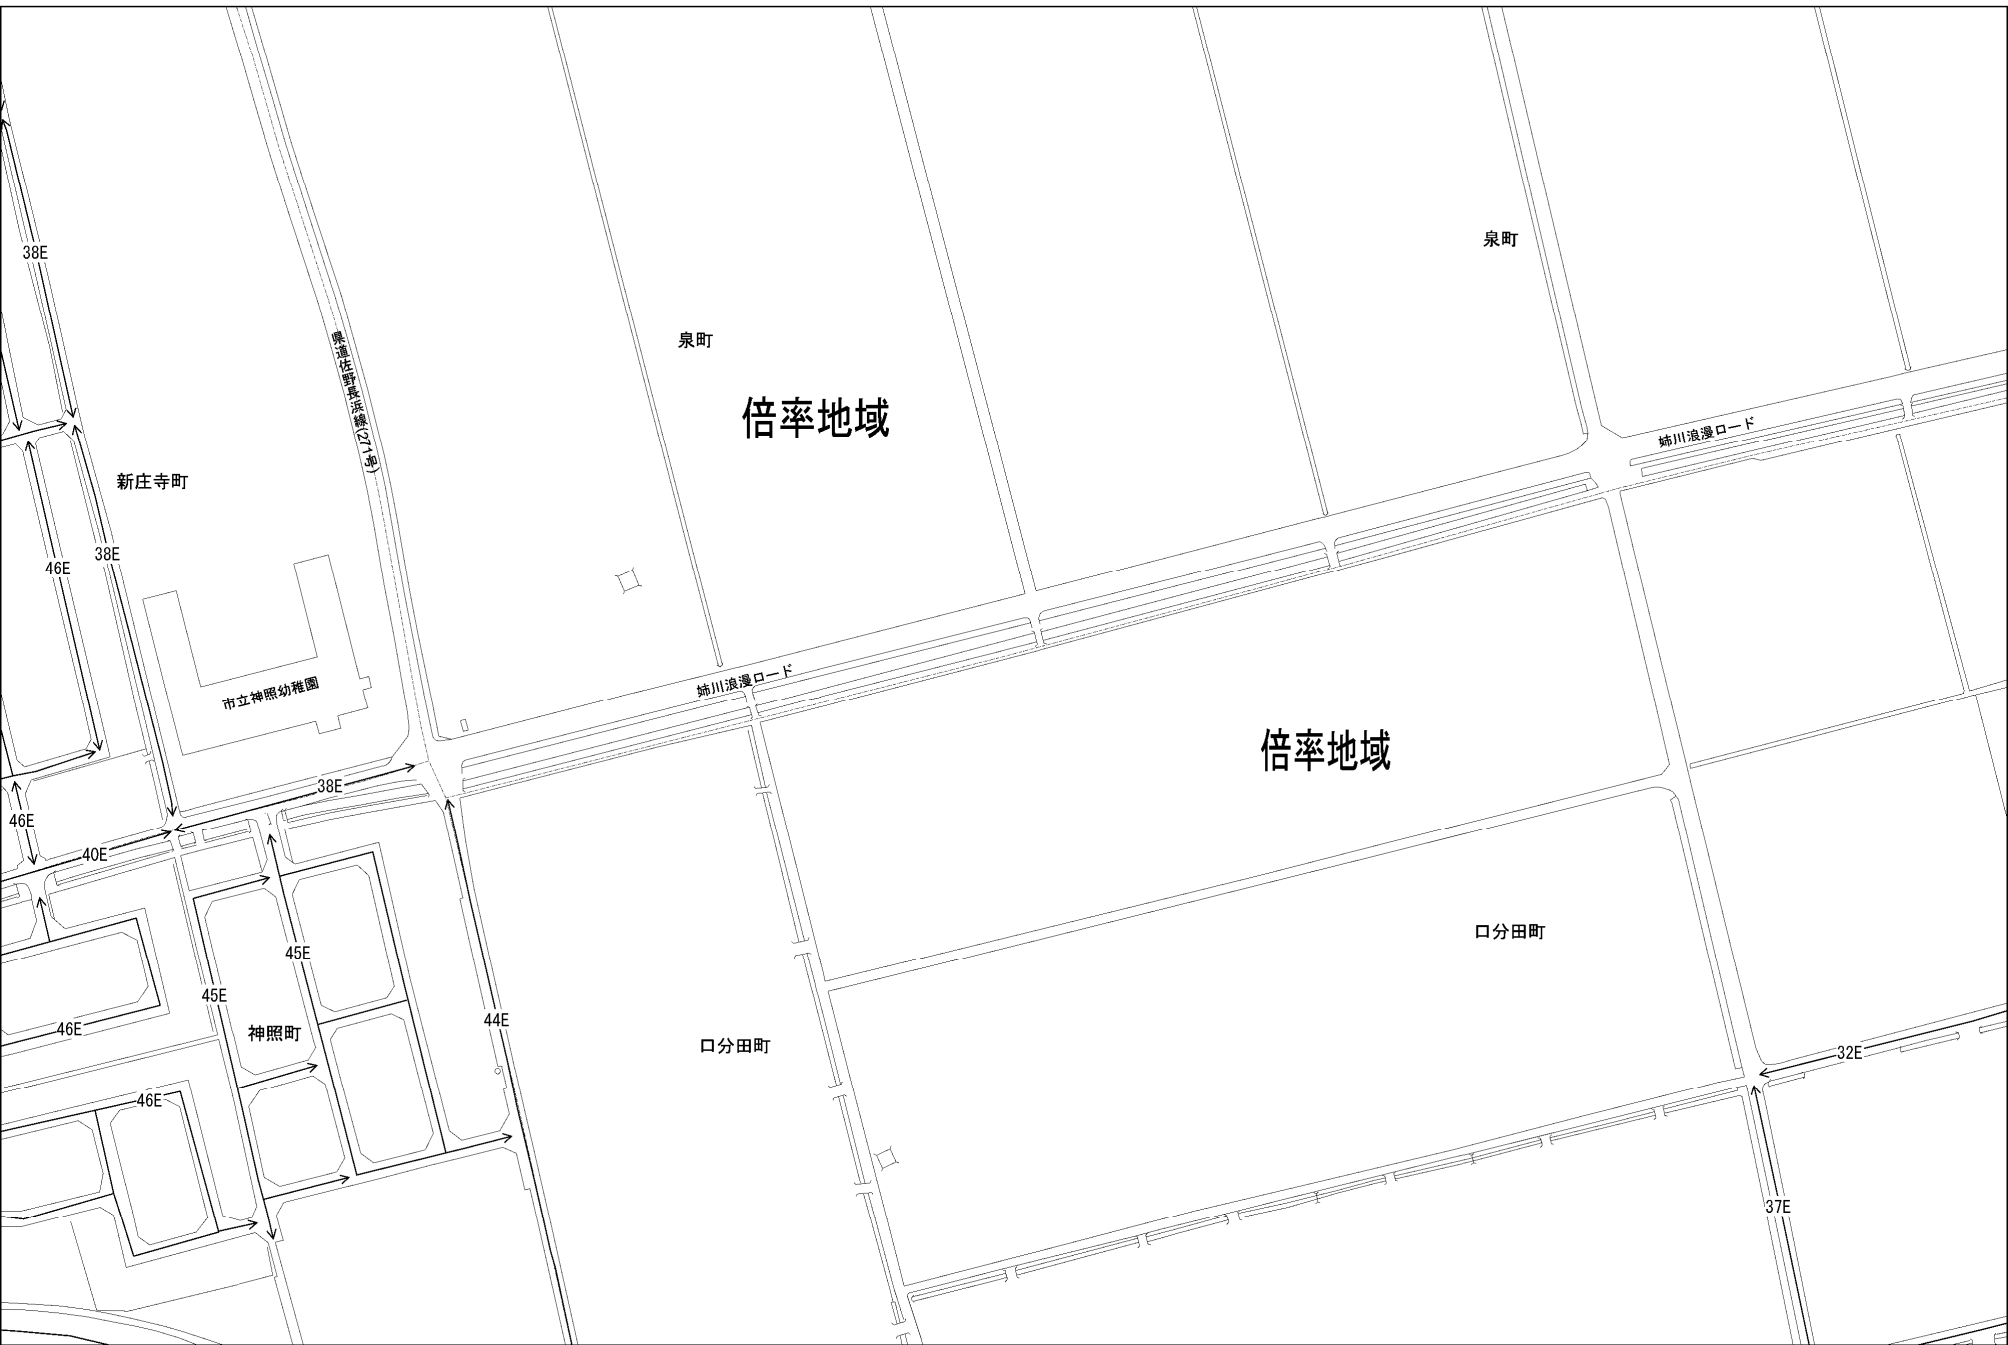 38E
泉町
泉町
県道佐野長浜線(271号)
倍率地域
姉川浪漫ロード
新庄寺町
38E
46E
市立神照幼稚園
姉川浪漫ロード
倍率地域
38E
46E
40E
口分田町
45E
45E
46E
神照町
44E
口分田町
32E
46E
37E